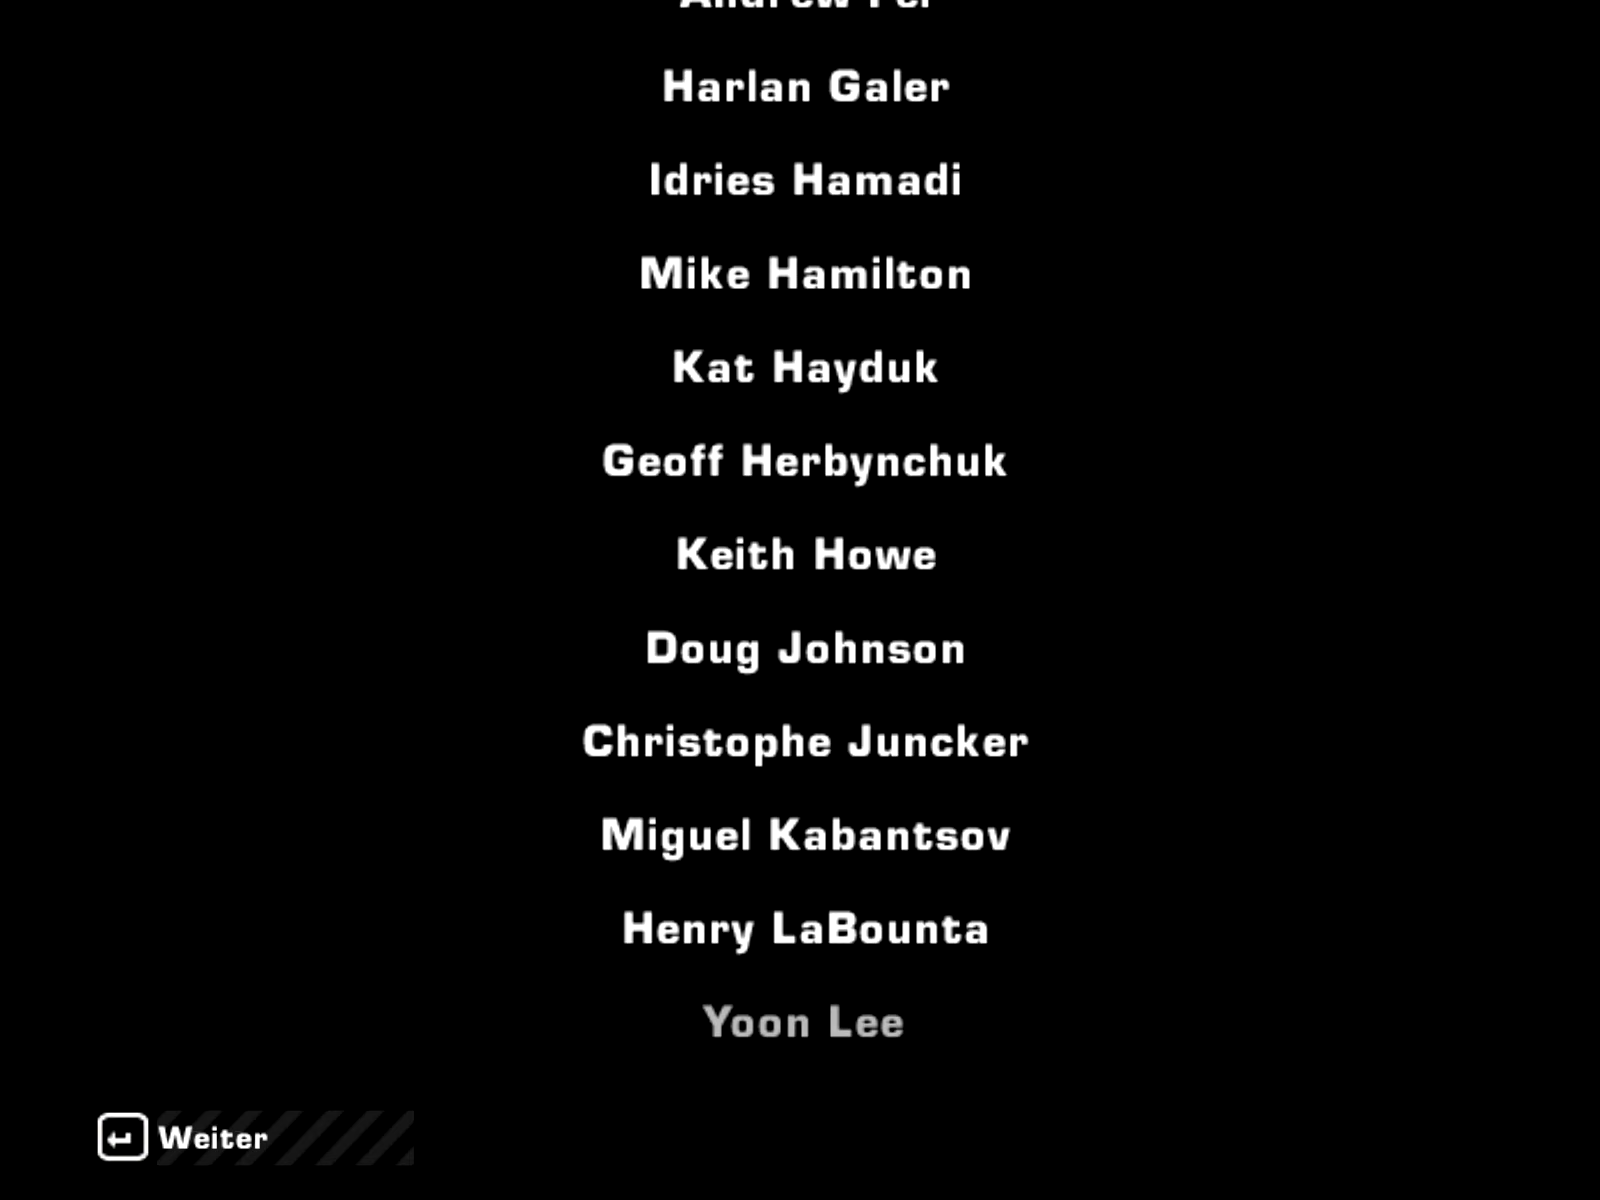 Andrew
Harlan Galer
Idries Hamadi
Mike Hamilton
Kat Hayduk
Geoff Herbynchuk
Keith Howe
Doug Johnson
Christophe Juncker
Miguel Kabantsov
Henry LaBounta
Yoon Lee
Weiter